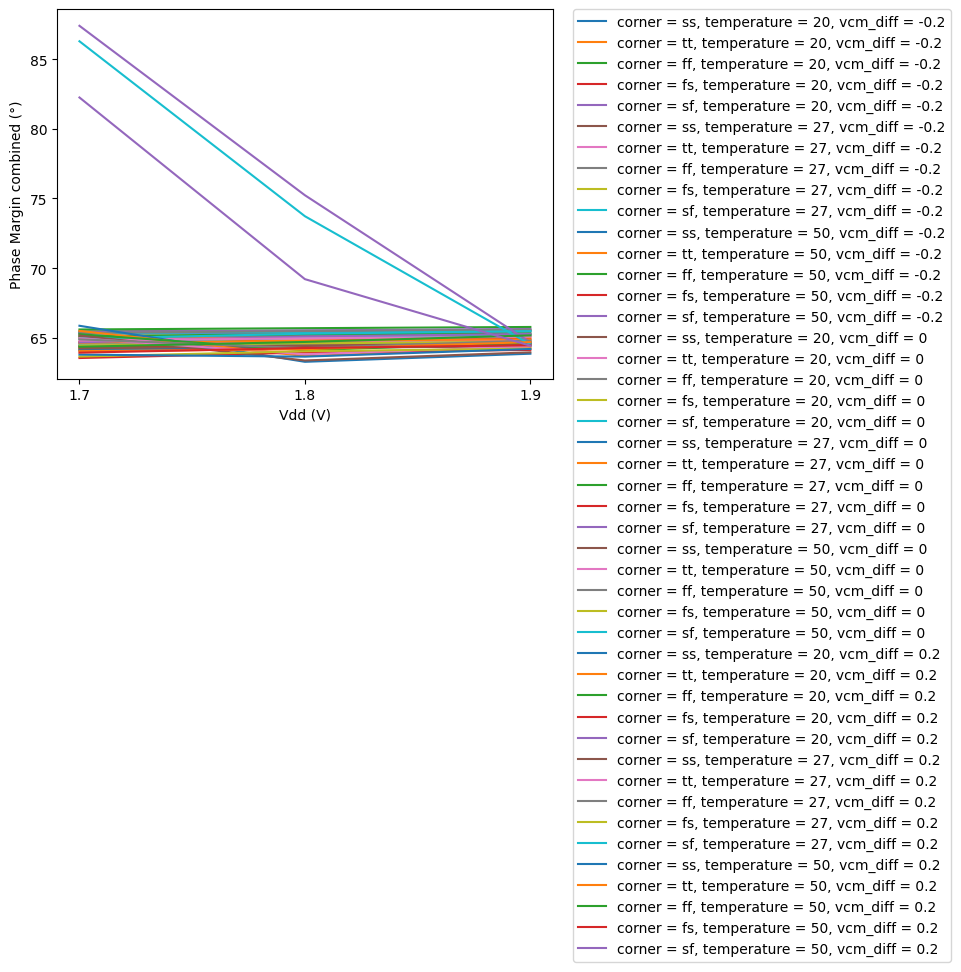 85
80
75
70
65
Phase Margin combined (°)
1.7
1.8
1.9
Vdd (V)
corner = ss, temperature = 20, vcm_diff = -0.2
corner = tt, temperature = 20, vcm_diff = -0.2
corner = ff, temperature = 20, vcm_diff = -0.2
corner = fs, temperature = 20, vcm_diff = -0.2
corner = sf, temperature = 20, vcm_diff = -0.2
corner = ss, temperature = 27, vcm_diff = -0.2
corner = tt, temperature = 27, vcm_diff = -0.2
corner = ff, temperature = 27, vcm_diff = -0.2
corner = fs, temperature = 27, vcm_diff = -0.2
corner = sf, temperature = 27, vcm_diff = -0.2
corner = ss, temperature = 50, vcm_diff = -0.2
corner = tt, temperature = 50, vcm_diff = -0.2
corner = ff, temperature = 50, vcm_diff = -0.2
corner = fs, temperature = 50, vcm_diff = -0.2
corner = sf, temperature = 50, vcm_diff = -0.2
corner = ss, temperature = 20, vcm_diff = 0
corner = tt, temperature = 20, vcm_diff = 0
corner = ff, temperature = 20, vcm_diff = 0
corner = fs, temperature = 20, vcm_diff = 0
corner = sf, temperature = 20, vcm_diff = 0
corner = ss, temperature = 27, vcm_diff = 0
corner = tt, temperature = 27, vcm_diff = 0
corner = ff, temperature = 27, vcm_diff = 0
corner = fs, temperature = 27, vcm_diff = 0
corner = sf, temperature = 27, vcm_diff = 0
corner = ss, temperature = 50, vcm_diff = 0
corner = tt, temperature = 50, vcm_diff = 0
corner = ff, temperature = 50, vcm_diff = 0
corner = fs, temperature = 50, vcm_diff = 0
corner = sf, temperature = 50, vcm_diff = 0
corner = ss, temperature = 20, vcm_diff = 0.2
corner = tt, temperature = 20, vcm_diff = 0.2
corner = ff, temperature = 20, vcm_diff = 0.2
corner = fs, temperature = 20, vcm_diff = 0.2
corner = sf, temperature = 20, vcm_diff = 0.2
corner = ss, temperature = 27, vcm_diff = 0.2
corner = tt, temperature = 27, vcm_diff = 0.2
corner = ff, temperature = 27, vcm_diff = 0.2
corner = fs, temperature = 27, vcm_diff = 0.2
corner = sf, temperature = 27, vcm_diff = 0.2
corner = ss, temperature = 50, vcm_diff = 0.2
corner = tt, temperature = 50, vcm_diff = 0.2
corner = ff, temperature = 50, vcm_diff = 0.2
corner = fs, temperature = 50, vcm_diff = 0.2
corner = sf, temperature = 50, vcm_diff = 0.2